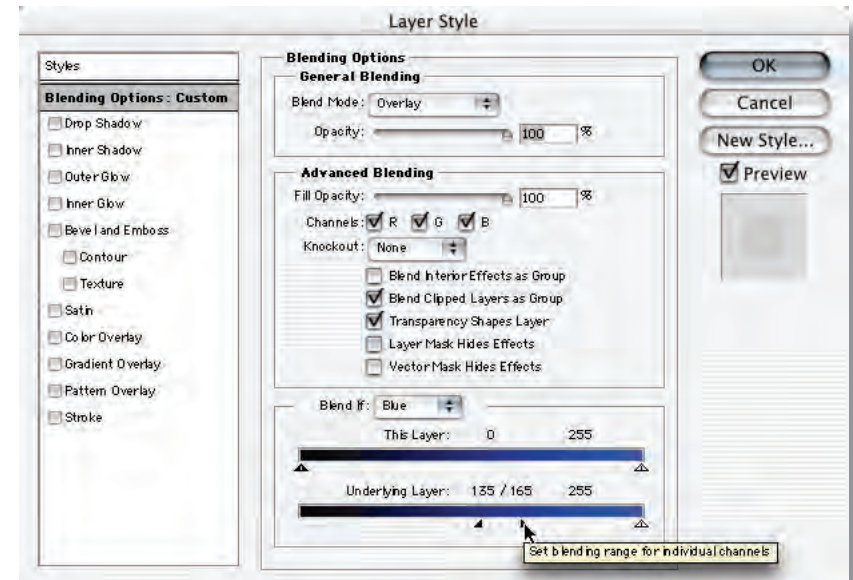 Layer Style
Styles
Blending Options: Custom
Drop Shadow
Inner Shadow
Outer Glow
Inner Glow
Bevel and Emboss
Contour
Texture
Satin
Color Overlay
Gradient Overlay
Pattern Overlay
Stroke
Blending Options
General Blending
Blend Mode: Overlay
Opacity: 100 %
Advanced Blending
Fill Opacity: 100 %
Channels: R G B
Knockout: None
Blend Interior Effects as Group
Blend Clipped Layers as Group
Transparency Shapes Layer
Layer Mask Hides Effects
Vector Mask Hides Effects
Blend If: Blue
This Layer: 0 255
Underlying Layer: 135 / 165 255
Set blending range for individual channels
OK
Cancel
New Style...
Preview